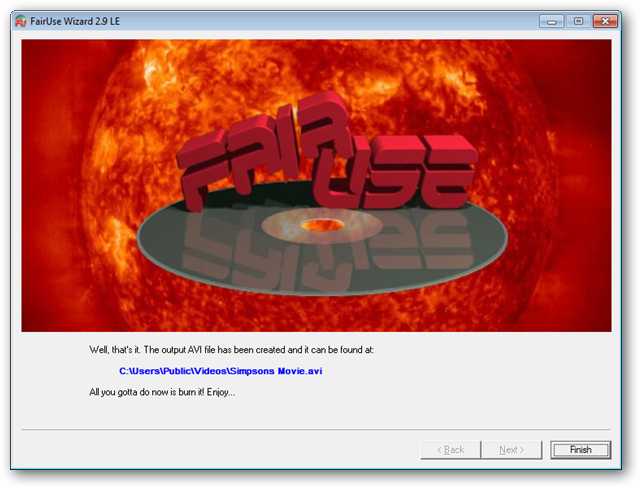 FairUse Wizard 2.9 LE
FAIR
USE
Well, that's it. The output AVI file has been created and it can be found at:
C:\Users\Public\Videos\Simpsons Movie.avi
All you gotta do now is burn it! Enjoy...
< Back
Next >
Finish